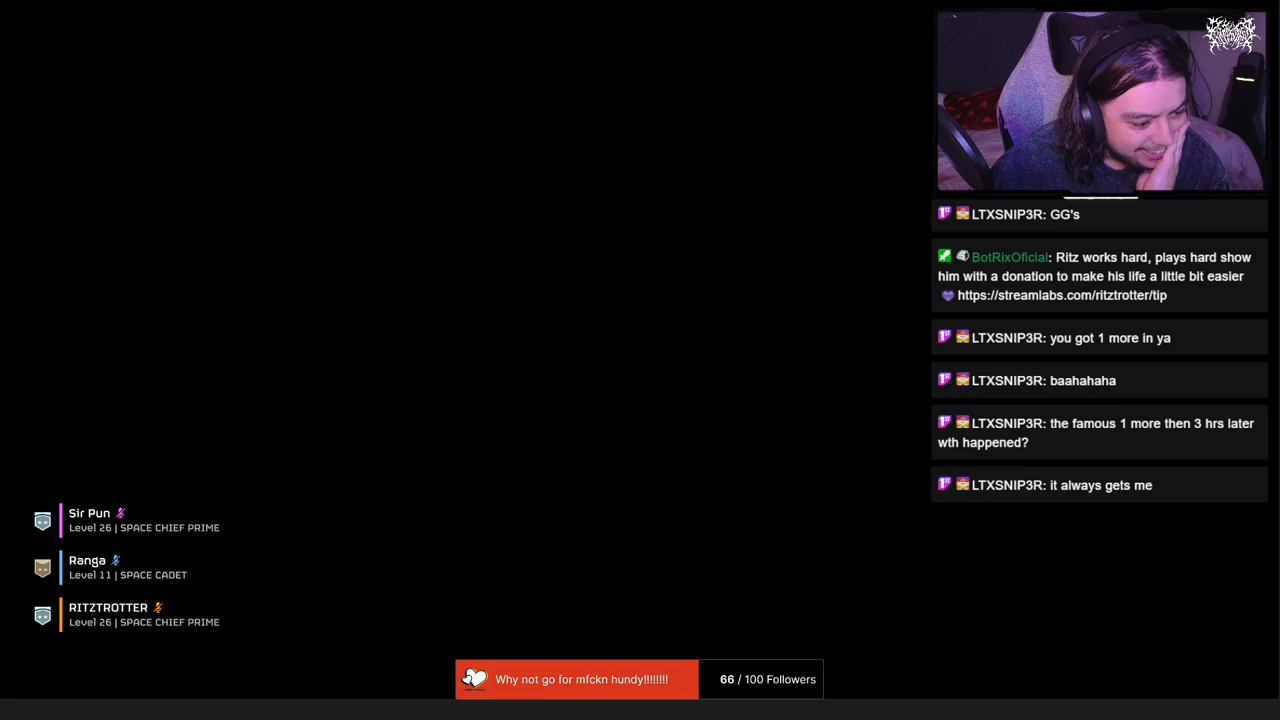 LTXSNIP3R: GG's
BotRixOficial: Ritz works hard, plays hard show
him with a donation to make his life a little bit easier
https://streamlabs.com/ritztrotter/tip
LTXSNIP3R: you got 1 more in ya
LTXSNIP3R: baahahaha
LTXSNIP3R: the famous 1 more then 3 hrs later
wth happened?
LTXSNIP3R: it always gets me
Sir Pun
Level 26 | SPACE CHIEF PRIME
Ranga
Level 11 | SPACE CADET
RITZTROTTER
Level 26 | SPACE CHIEF PRIME
Why not go for mfckn hundy!!!!!!!!
66 / 100 Followers